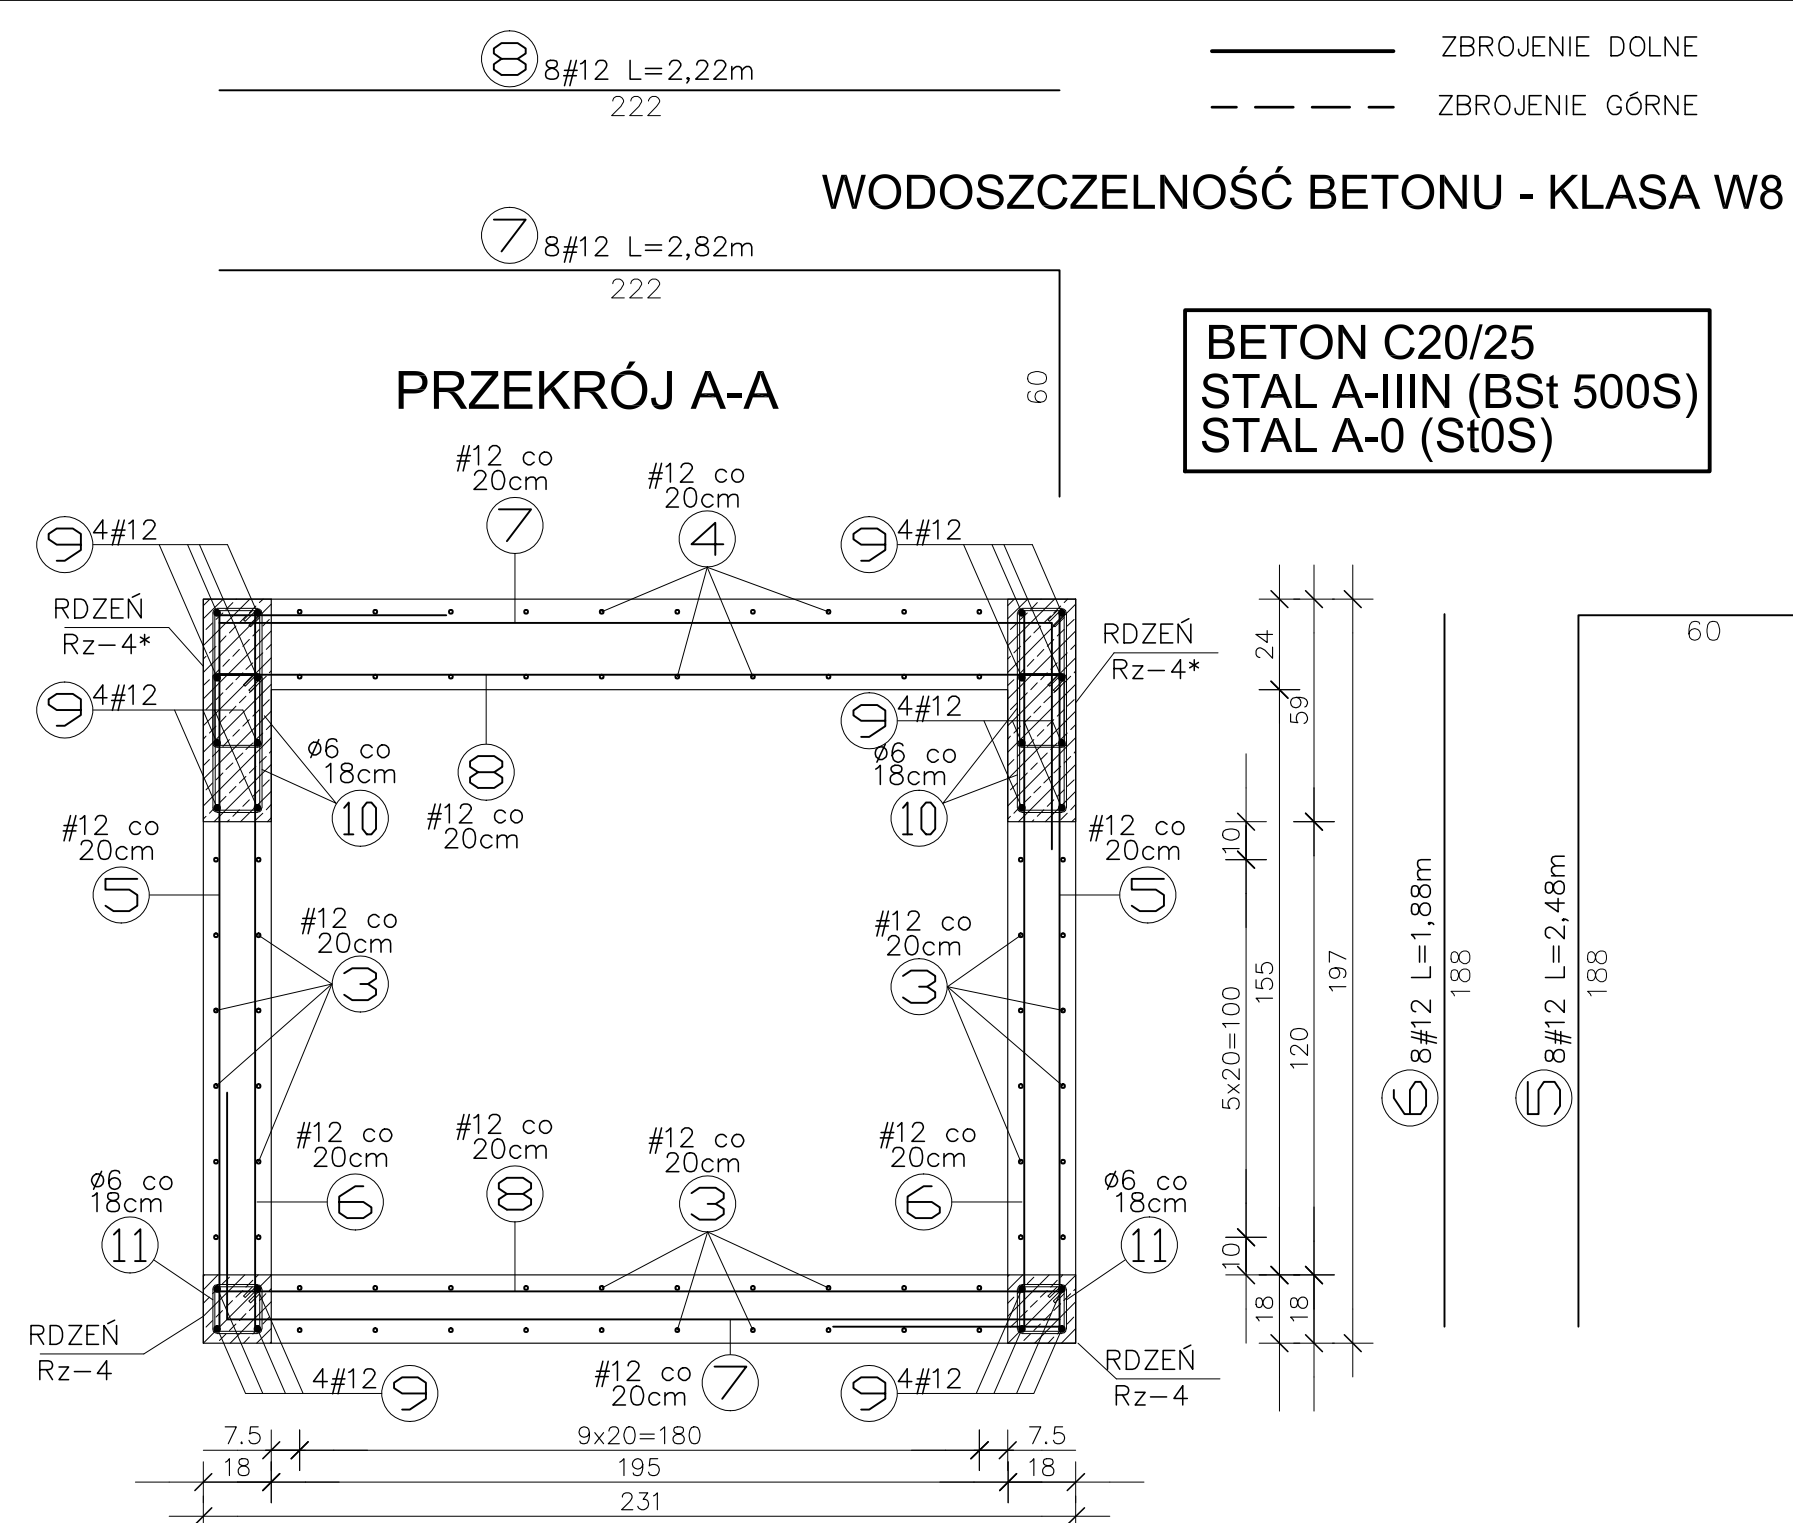 8 8#12 L=2,22m
222
ZBROJENIE DOLNE
ZBROJENIE GÓRNE
WODOSZCZELNOŚĆ BETONU - KLASA W8
7 8#12 L=2,82m
222
60
BETON C20/25
STAL A-IIIN (BSt 500S)
STAL A-0 (St0S)
PRZEKRÓJ A-A
#12 co
20cm
7
#12 co
20cm
4
9 4#12
9 4#12
RDZEŃ
Rz-4*
RDZEŃ
Rz-4*
9 4#12
9 4#12
ø6 co
18cm
10
8
#12 co
20cm
ø6 co
18cm
10
#12 co
20cm
5
#12 co
20cm
5
#12 co
20cm
3
#12 co
20cm
3
#12 co
20cm
6
#12 co
20cm
8
#12 co
20cm
3
#12 co
20cm
6
ø6 co
18cm
11
ø6 co
18cm
11
RDZEŃ
Rz-4
4#12 9
#12 co
20cm
7
9 4#12
RDZEŃ
Rz-4
7.5
9x20=180
7.5
18
195
18
231
24
59
10
5x20=100
155
120
197
10
18
18
6 8#12 L=1,88m
188
5 8#12 L=2,48m
188
60